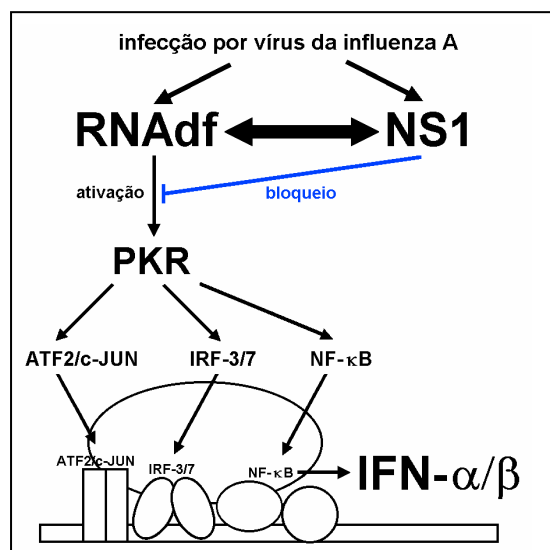 infecção por vírus da influenza A
RNAdf NS1
ativação bloqueio
PKR
ATF2/c-JUN IRF-3/7 NF-κB
ATF2/c-JUN IRF-3/7 NF-κB IFN-α/β